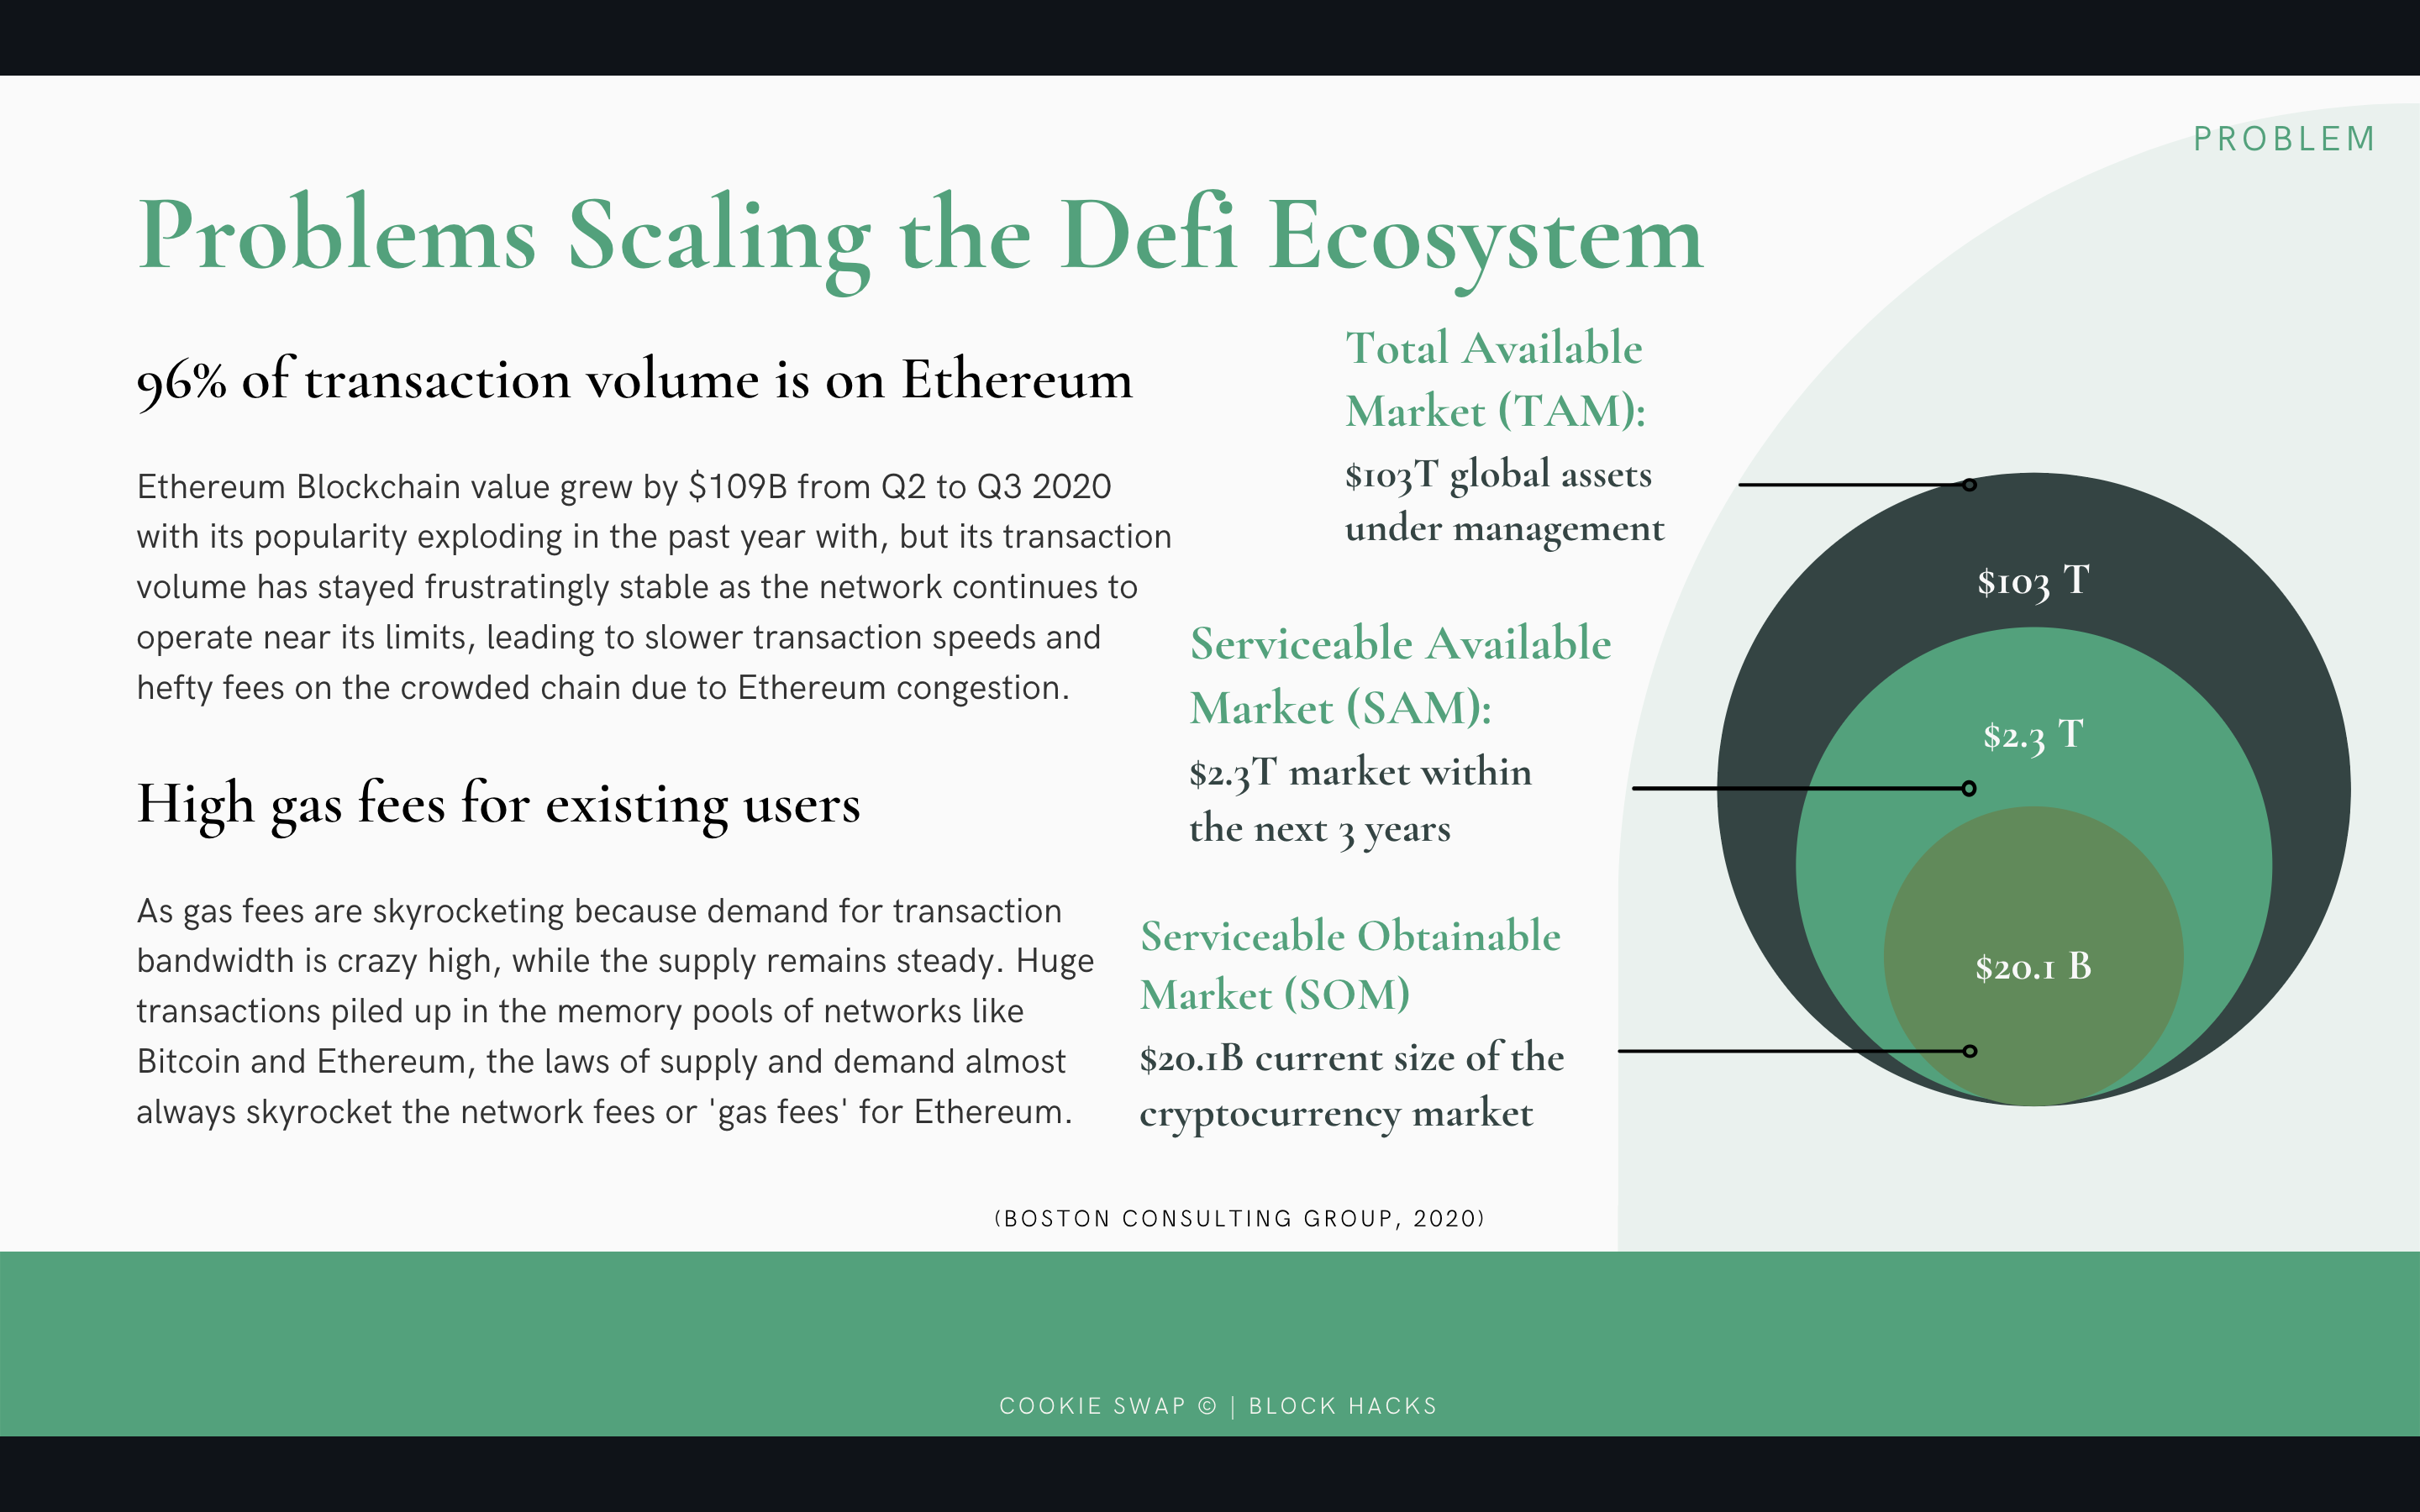 PROBLEM
Problems Scaling the Defi Ecosystem
96% of transaction volume is on Ethereum
Ethereum Blockchain value grew by $109B from Q2 to Q3 2020
with its popularity exploding in the past year with, but its transaction
volume has stayed frustratingly stable as the network continues to
operate near its limits, leading to slower transaction speeds and
hefty fees on the crowded chain due to Ethereum congestion.
High gas fees for existing users
As gas fees are skyrocketing because demand for transaction
bandwidth is crazy high, while the supply remains steady. Huge
transactions piled up in the memory pools of networks like
Bitcoin and Ethereum, the laws of supply and demand almost
always skyrocket the network fees or 'gas fees' for Ethereum.
Total Available
Market (TAM):
$103T global assets
under management
Serviceable Available
Market (SAM):
$2.3T market within
the next 3 years
Serviceable Obtainable
Market (SOM)
$20.1B current size of the
cryptocurrency market
$103 T
$2.3 T
$20.1 B
(BOSTON CONSULTING GROUP, 2020)
COOKIE SWAP © | BLOCK HACKS